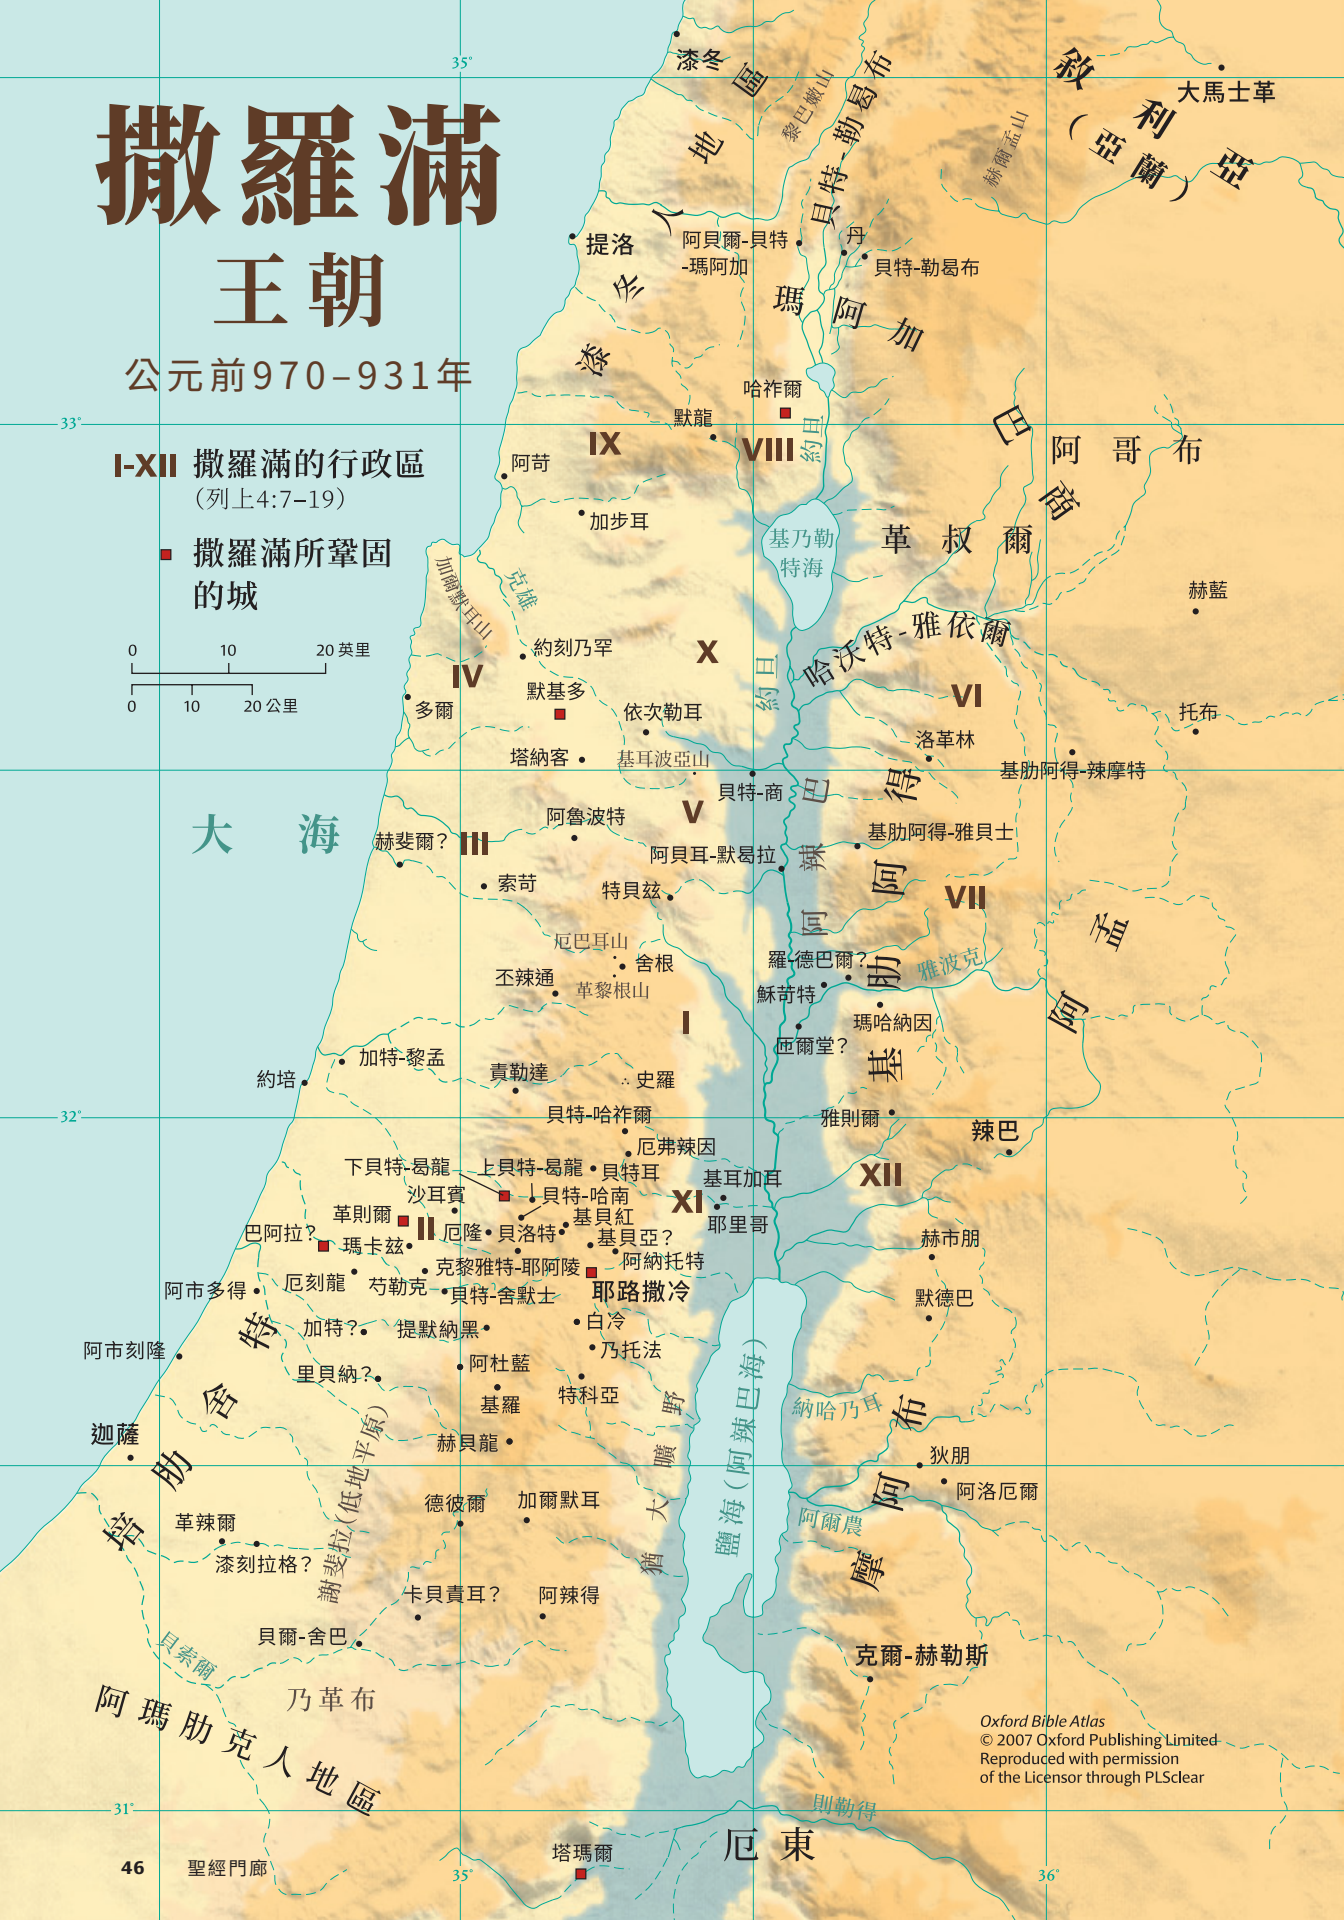 撒羅滿
王朝
公元前970–931年
I-XII 撒羅滿的行政區
（列上4:7–19）
撒羅滿所鞏固
的城
0 10 20 英里
0 10 20 公里
35°
33°
32°
31°
35°
36°
大海
漆冬
大馬士革
敘利亞
（亞蘭）
漆冬人地區
黎巴嫩山
貝特-勒曷布
赫爾孟山
提洛
阿貝爾-貝特
-瑪阿加
丹
貝特-勒曷布
瑪阿加
哈祚爾
默龍
VIII
IX
約旦
巴商
阿哥布
阿苛
加步耳
基乃勒
特海
革叔爾
加爾默耳山
克雄
赫藍
約刻乃罕
X
哈沃特-雅依爾
IV
默基多
約旦
VI
多爾
依次勒耳
托布
洛革林
塔納客
基耳波亞山
基肋阿得-辣摩特
貝特-商
阿辣巴
基肋阿得
V
阿魯波特
赫斐爾？
III
基肋阿得-雅貝士
阿貝耳-默曷拉
索苛
特貝兹
VII
阿孟
厄巴耳山
舍根
羅-德巴爾？
雅波克
丕辣通
革黎根山
穌苛特
瑪哈納因
I
匝爾堂？
加特-黎孟
約培
責勒達
史羅
貝特-哈祚爾
雅則爾
辣巴
厄弗辣因
下貝特-曷龍
上貝特-曷龍
貝特耳
基耳加耳
XII
沙耳賓
貝特-哈南
XI
耶里哥
革則爾
II
基貝紅
巴阿拉？
瑪卡兹
厄隆
貝洛特
基貝亞？
赫市朋
阿納托特
克黎雅特-耶阿陵
厄刻龍
芍勒克
貝特-舍默士
耶路撒冷
阿市多得
默德巴
加特？
提默納黑
白冷
阿市刻隆
乃托法
里貝納？
阿杜藍
特科亞
基羅
培肋舍特
迦薩
赫貝龍
猶大曠野
鹽海（阿辣巴海）
納哈乃耳
摩阿布
狄朋
阿洛厄爾
謝斐拉（低地平原）
德彼爾
加爾默耳
阿爾農
革辣爾
漆刻拉格？
卡貝責耳？
阿辣得
貝爾-舍巴
貝索爾
克爾-赫勒斯
乃革布
阿瑪肋克人地區
Oxford Bible Atlas
© 2007 Oxford Publishing Limited
Reproduced with permission
of the Licensor through PLSclear
則勒得
厄東
塔瑪爾
46 聖經門廊